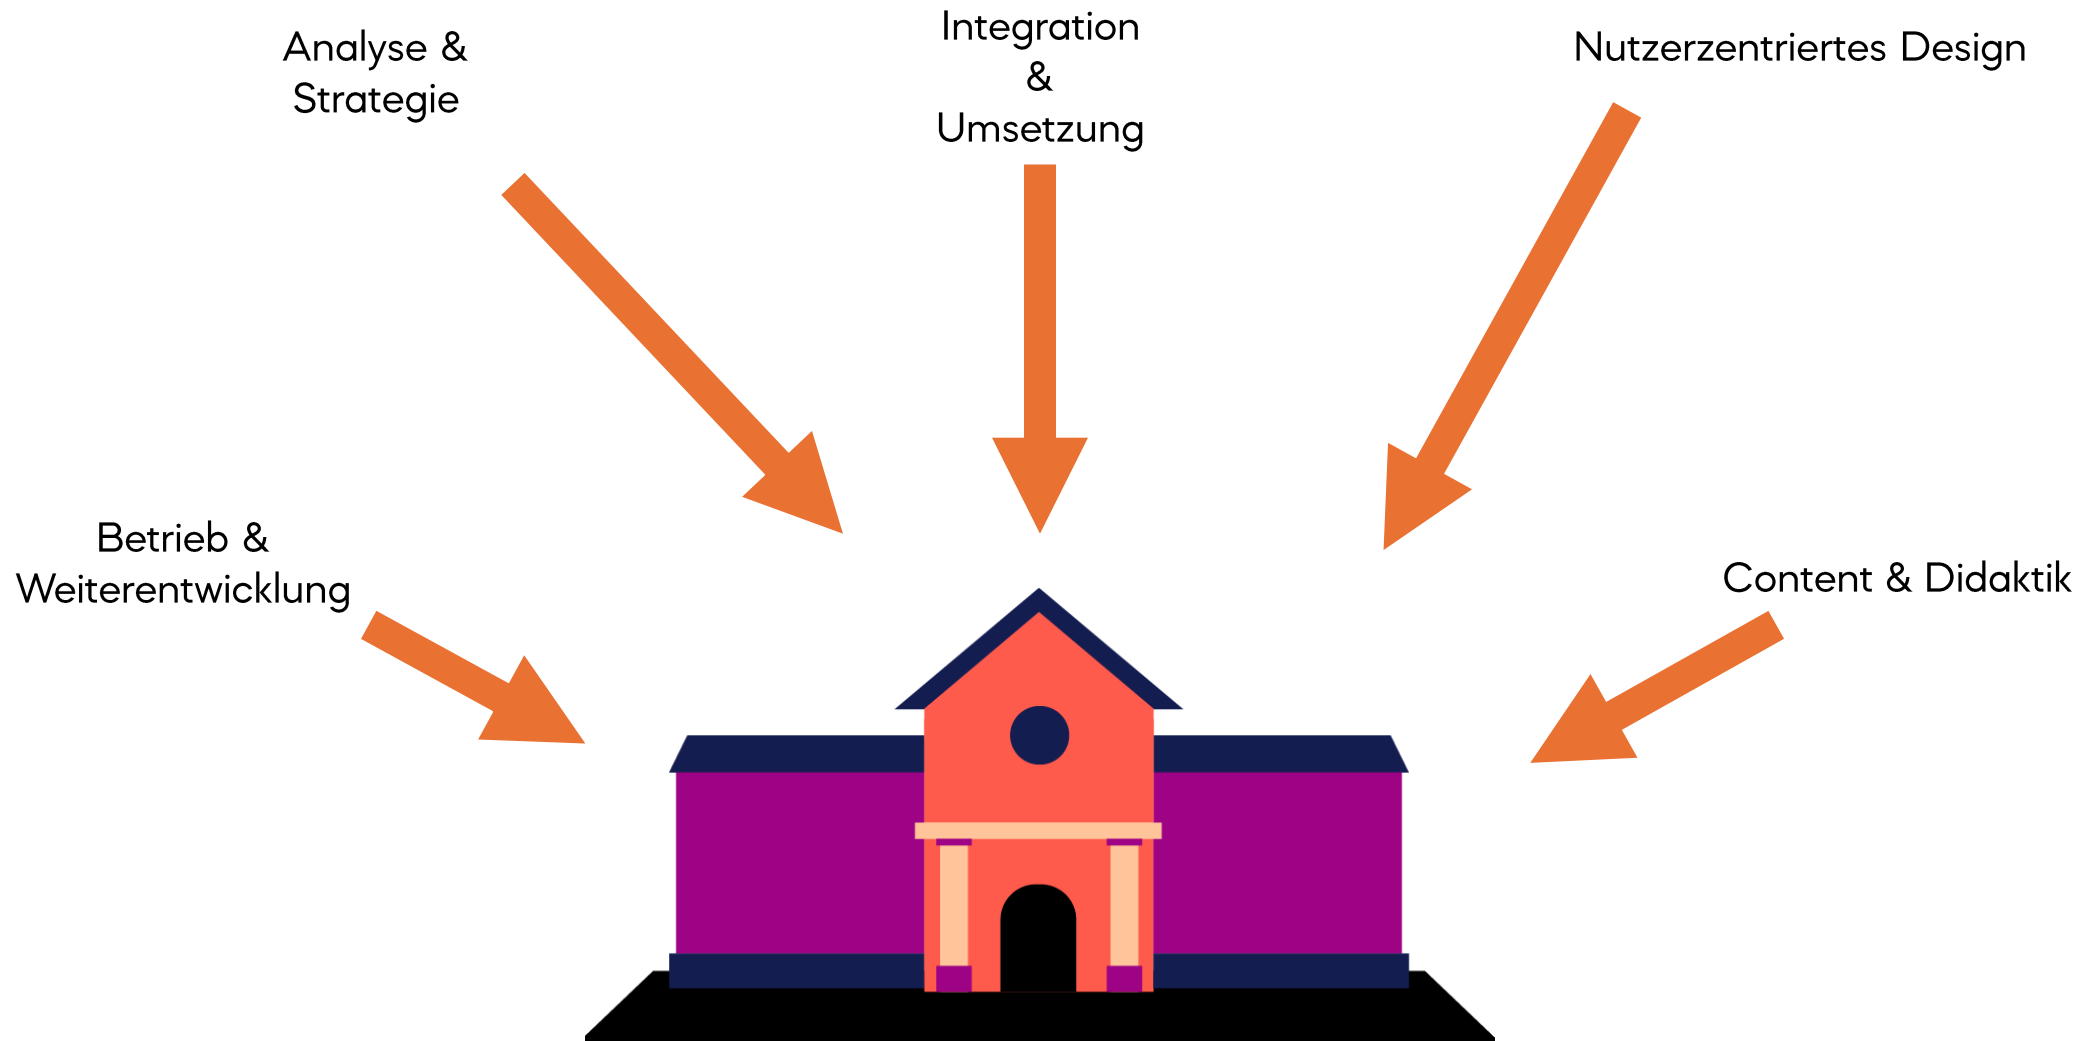 Analyse &
Strategie
Integration
&
Umsetzung
Nutzerzentriertes Design
Betrieb &
Weiterentwicklung
Content & Didaktik